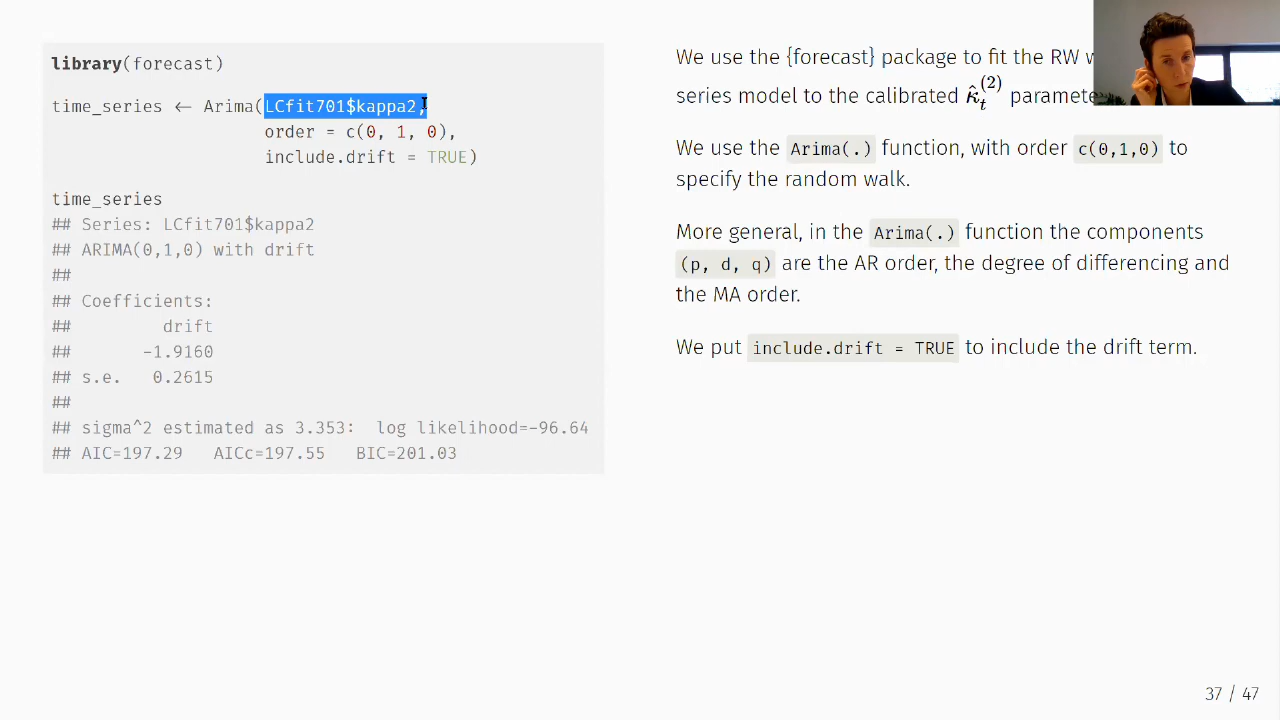 library(forecast)
time_series ← Arima(LCfit701$kappa2,
order = c(0, 1, 0),
include.drift = TRUE)
time_series
## Series: LCfit701$kappa2
## ARIMA(0,1,0) with drift
##
## Coefficients:
## drift
## -1.9160
## s.e. 0.2615
##
## sigma^2 estimated as 3.353: log likelihood=-96.64
## AIC=197.29 AICc=197.55 BIC=201.03
We use the {forecast} package to fit the RW
series model to the calibrated κ̂_t^(2)
We use the Arima(.) function, with order c(0,1,0) to
specify the random walk.
More general, in the Arima(.) function the components
(p, d, q) are the AR order, the degree of differencing and
the MA order.
We put include.drift = TRUE to include the drift term.
37 / 47